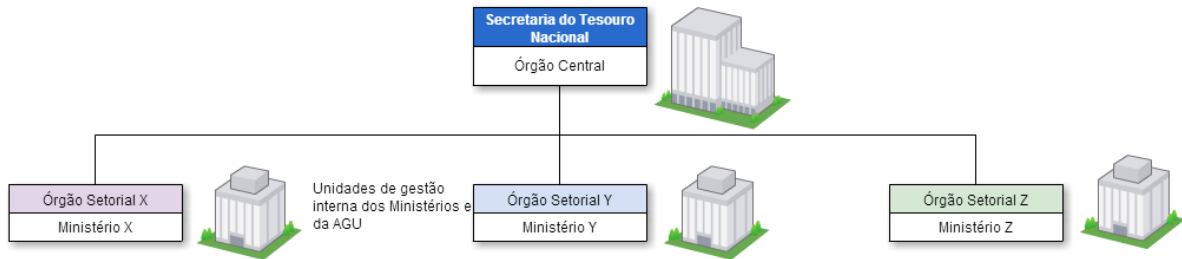 Secretaria do Tesouro
Nacional
Órgão Central
Órgão Setorial X
Ministério X
Unidades de gestão
interna dos Ministérios e
da AGU
Órgão Setorial Y
Ministério Y
Órgão Setorial Z
Ministério Z